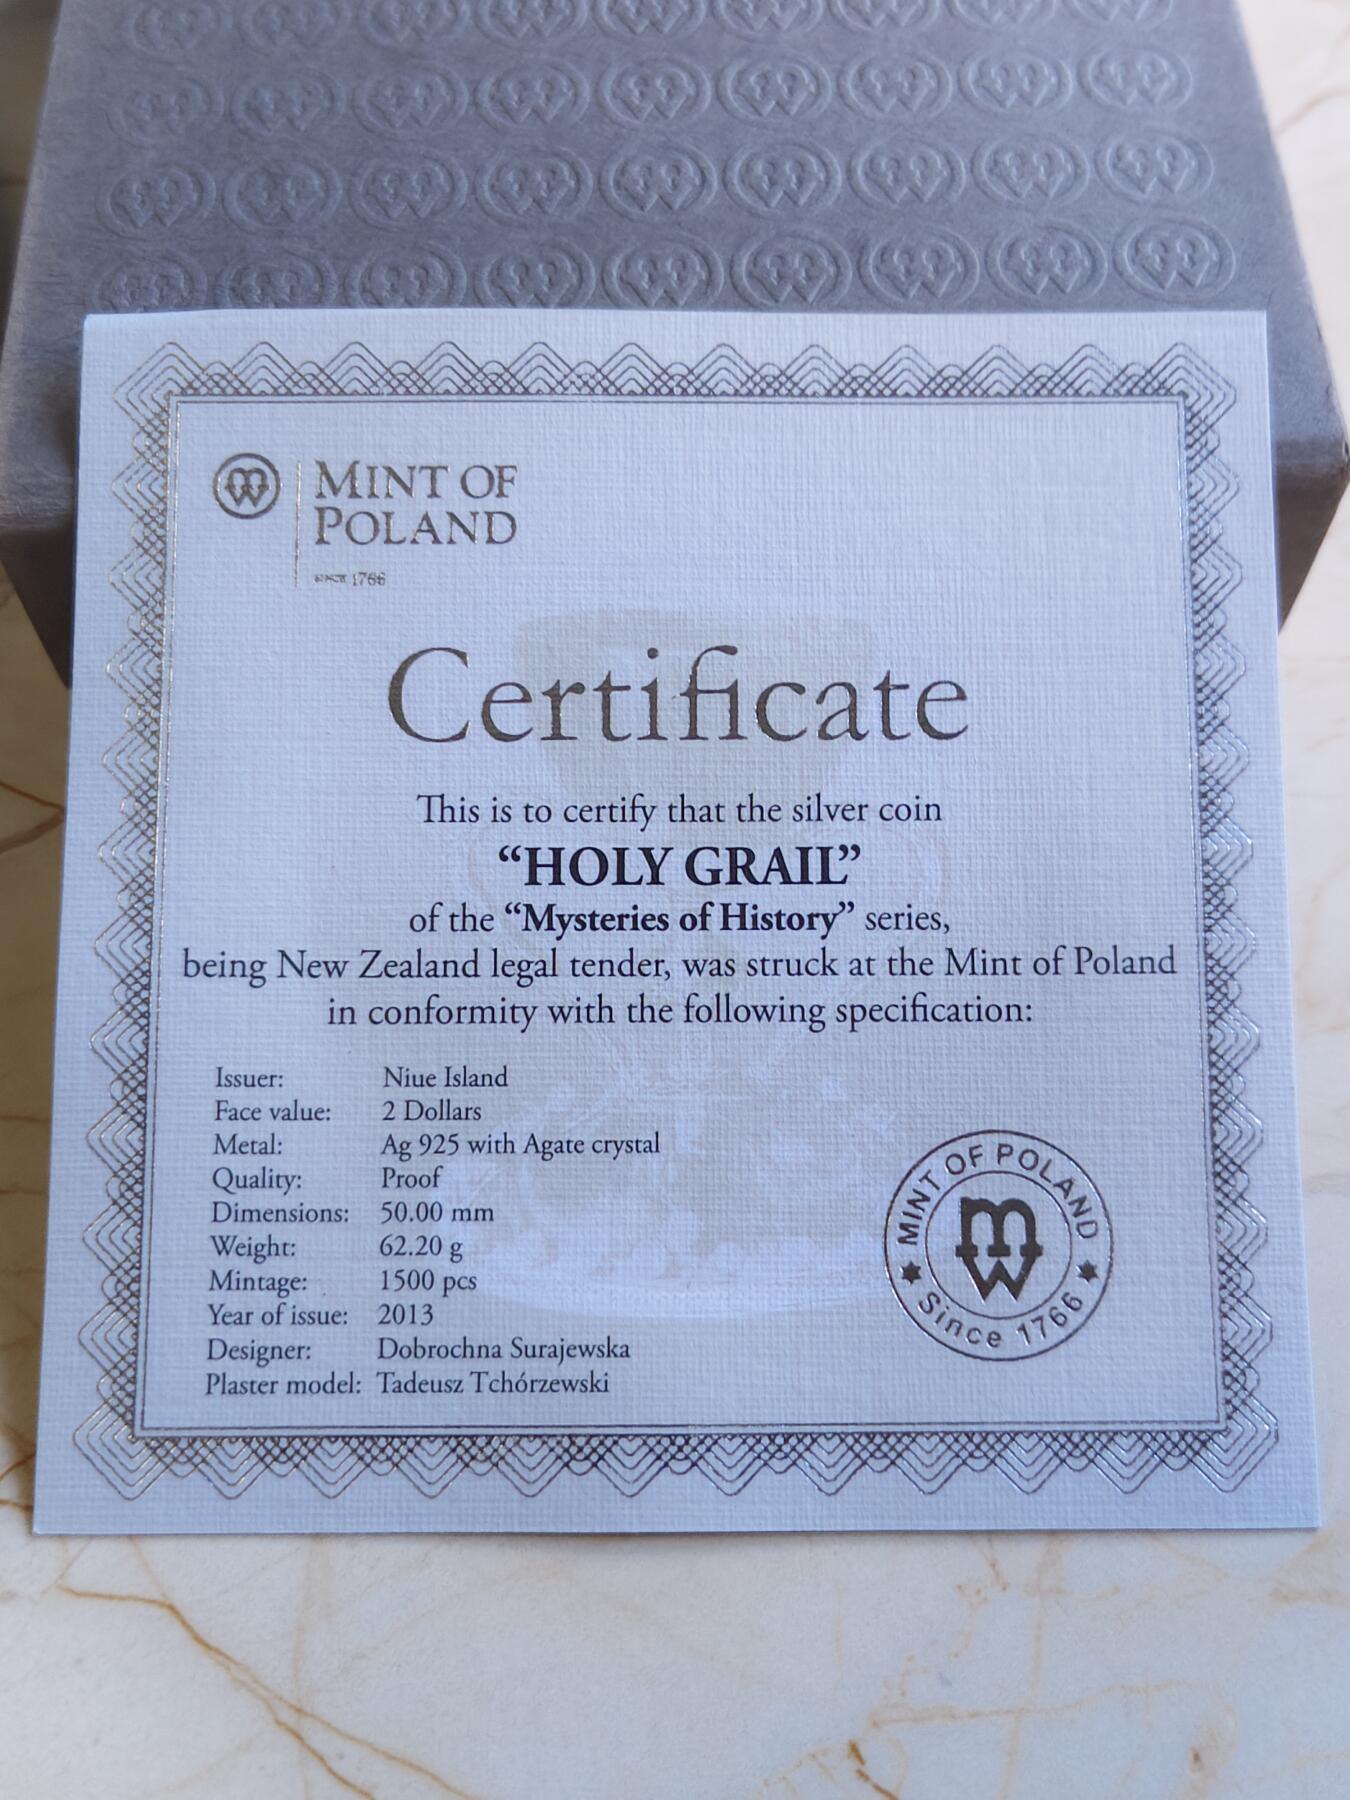 MINT OF
POLAND
SINCE 1766
Certificate
This is to certify that the silver coin
“HOLY GRAIL”
of the “Mysteries of History” series,
being New Zealand legal tender, was struck at the Mint of Poland
in conformity with the following specification:
Issuer: Niue Island
Face value: 2 Dollars
Metal: Ag 925 with Agate crystal
Quality: Proof
Dimensions: 50.00 mm
Weight: 62.20 g
Mintage: 1500 pcs
Year of issue: 2013
Designer: Dobrochna Surajewska
Plaster model: Tadeusz Tchórzewski
MINT OF POLAND
mw
Since 1766